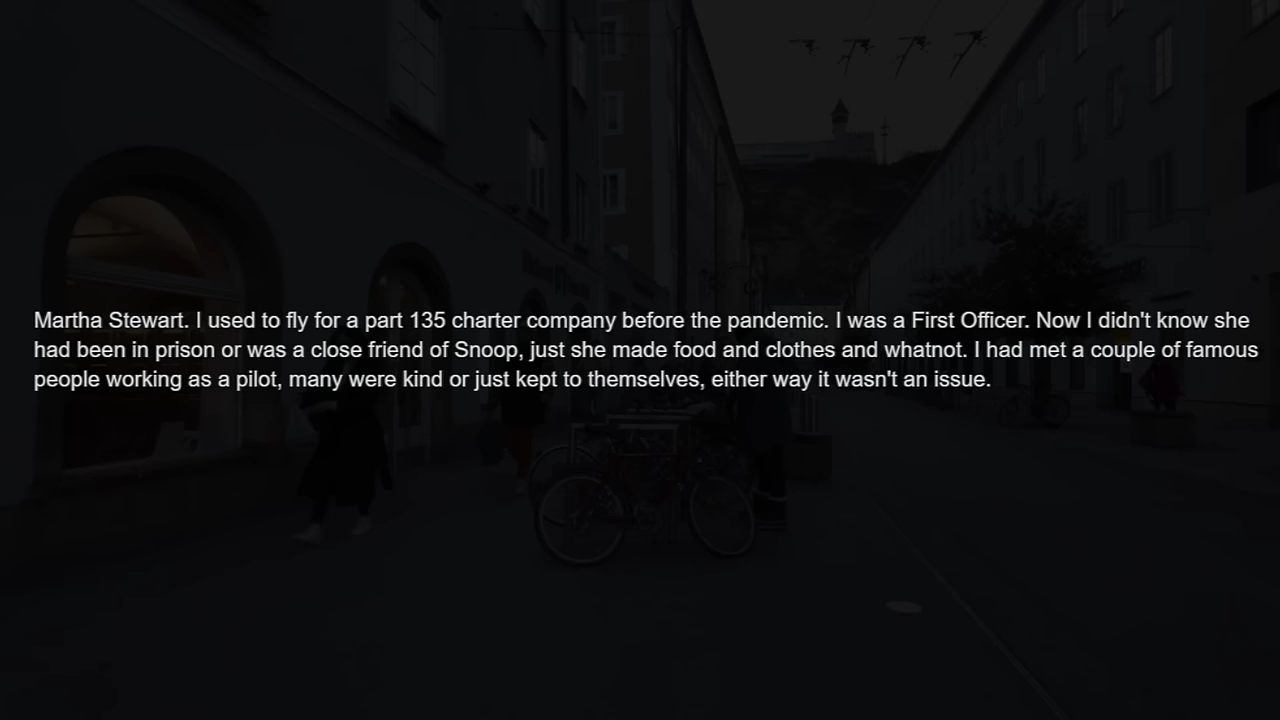 Martha Stewart. I used to fly for a part 135 charter company before the pandemic. I was a First Officer. Now I didn't know she
had been in prison or was a close friend of Snoop, just she made food and clothes and whatnot. I had met a couple of famous
people working as a pilot, many were kind or just kept to themselves, either way it wasn't an issue.